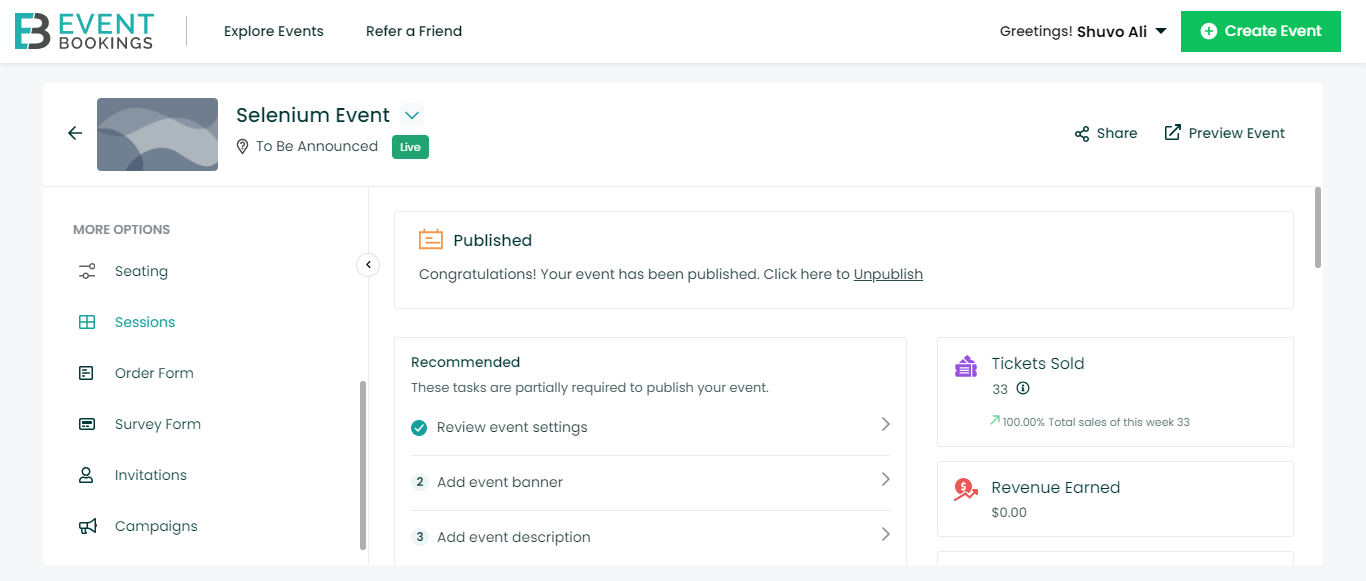 EVENT
BOOKINGS
Explore Events
Refer a Friend
Greetings! Shuvo Ali
Create Event
Selenium Event
To Be Announced
Live
Share
Preview Event
MORE OPTIONS
Seating
Sessions
Order Form
Survey Form
Invitations
Campaigns
Published
Congratulations! Your event has been published. Click here to Unpublish
Recommended
These tasks are partially required to publish your event.
Review event settings
2 Add event banner
3 Add event description
Tickets Sold
33
100.00% Total sales of this week 33
Revenue Earned
$0.00